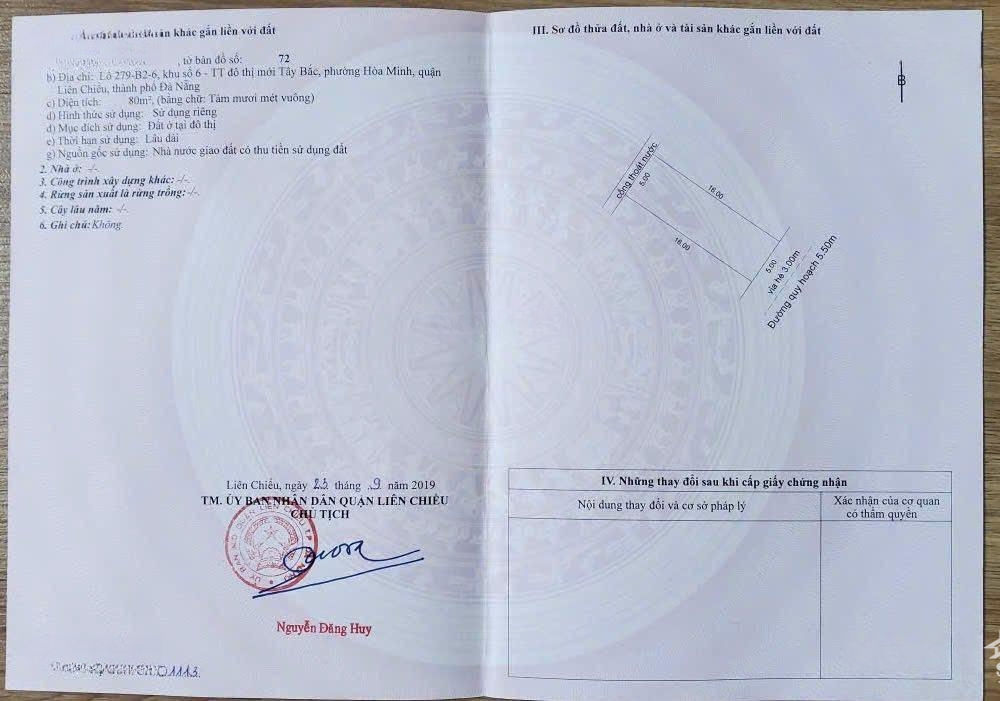 sản khác gắn liền với đất
, tờ bản đồ số: 72
b) Địa chỉ: Lô 279-B2-6, khu số 6 - TT đô thị mới Tây Bắc, phường Hòa Minh, quận
Liên Chiểu, thành phố Đà Nẵng
c) Diện tích: 80m², (bằng chữ: Tám mươi mét vuông)
d) Hình thức sử dụng: Sử dụng riêng
đ) Mục đích sử dụng: Đất ở tại đô thị
e) Thời hạn sử dụng: Lâu dài
g) Nguồn gốc sử dụng: Nhà nước giao đất có thu tiền sử dụng đất
2. Nhà ở: -/-.
3. Công trình xây dựng khác: -/-.
4. Rừng sản xuất là rừng trồng: -/-.
5. Cây lâu năm: -/-.
6. Ghi chú: Không.
Liên Chiểu, ngày 23 tháng 9 năm 2019
TM. ỦY BAN NHÂN DÂN QUẬN LIÊN CHIỂU
CHỦ TỊCH
Nguyễn Đăng Huy
01113
III. Sơ đồ thửa đất, nhà ở và tài sản khác gắn liền với đất
B
cống thoát nước
5.00
16.00
16.00
5.00
vỉa hè 3.00m
Đường quy hoạch 5.50m
IV. Những thay đổi sau khi cấp giấy chứng nhận
Nội dung thay đổi và cơ sở pháp lý
Xác nhận của cơ quan
có thẩm quyền